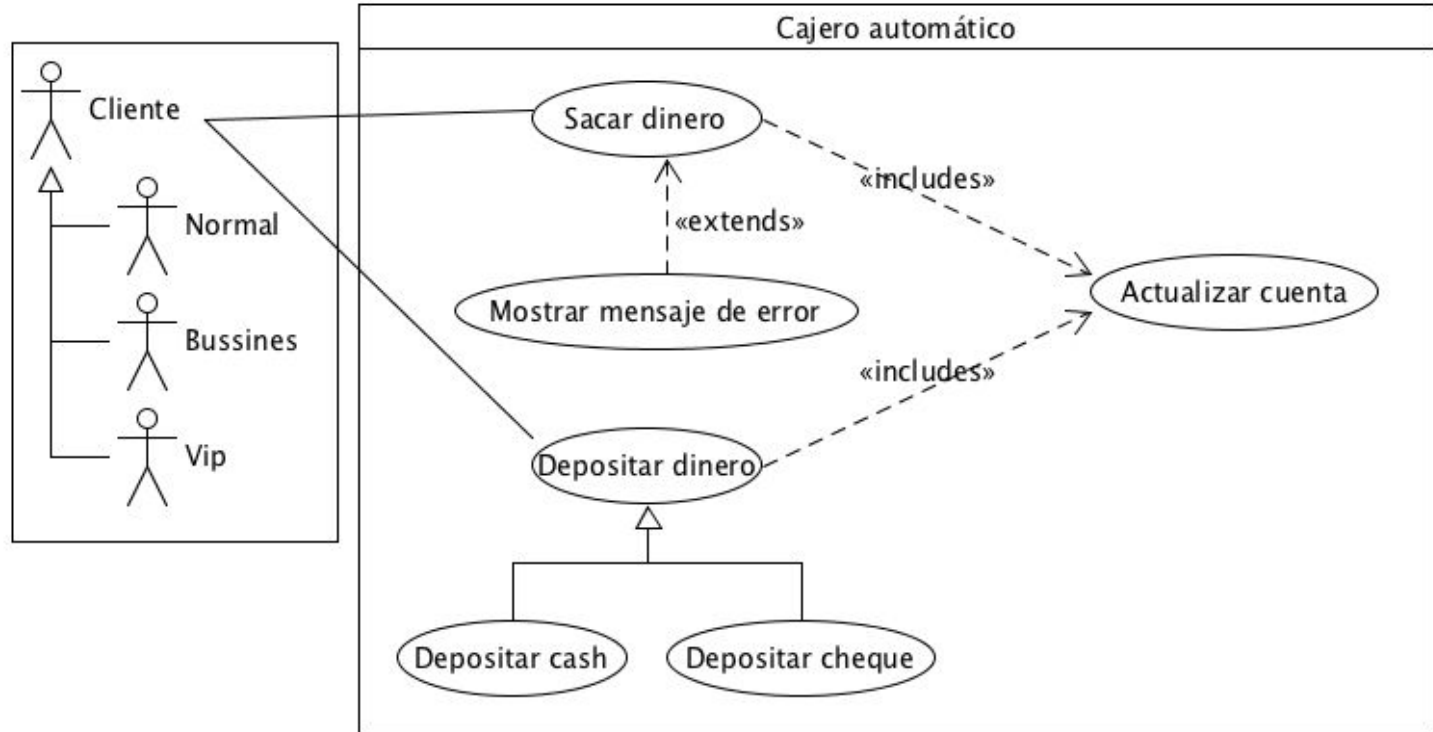 Cajero automático
Cliente
Normal
Bussines
Vip
Sacar dinero
«includes»
«extends»
Mostrar mensaje de error
Actualizar cuenta
«includes»
Depositar dinero
Depositar cash
Depositar cheque